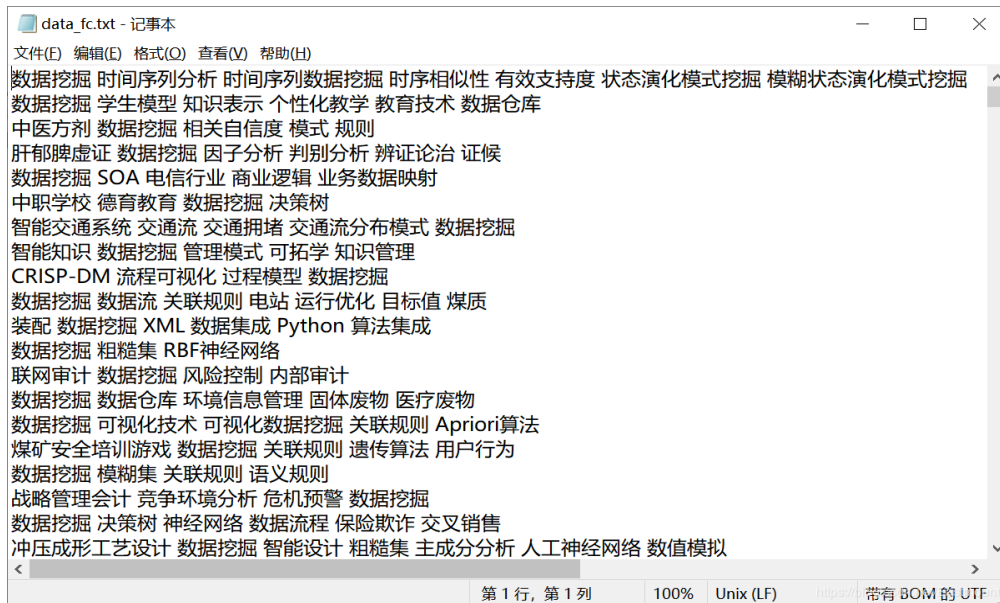 data_fc.txt - 记事本
文件(F) 编辑(E) 格式(O) 查看(V) 帮助(H)
数据挖掘 时间序列分析 时间序列数据挖掘 时序相似性 有效支持度 状态演化模式挖掘 模糊状态演化模式挖掘
数据挖掘 学生模型 知识表示 个性化教学 教育技术 数据仓库
中医方剂 数据挖掘 相关自信度 模式 规则
肝郁脾虚证 数据挖掘 因子分析 判别分析 辨证论治 证候
数据挖掘 SOA 电信行业 商业逻辑 业务数据映射
中职学校 德育教育 数据挖掘 决策树
智能交通系统 交通流 交通拥堵 交通流分布模式 数据挖掘
智能知识 数据挖掘 管理模式 可拓学 知识管理
CRISP-DM 流程可视化 过程模型 数据挖掘
数据挖掘 数据流 关联规则 电站 运行优化 目标值 煤质
装配 数据挖掘 XML 数据集成 Python 算法集成
数据挖掘 粗糙集 RBF神经网络
联网审计 数据挖掘 风险控制 内部审计
数据挖掘 数据仓库 环境信息管理 固体废物 医疗废物
数据挖掘 可视化技术 可视化数据挖掘 关联规则 Apriori算法
煤矿安全培训游戏 数据挖掘 关联规则 遗传算法 用户行为
数据挖掘 模糊集 关联规则 语义规则
战略管理会计 竞争环境分析 危机预警 数据挖掘
数据挖掘 决策树 神经网络 数据流程 保险欺诈 交叉销售
冲压成形工艺设计 数据挖掘 智能设计 粗糙集 主成分分析 人工神经网络 数值模拟
第 1 行，第 1 列 100% Unix (LF) 带有 BOM 的 UTF